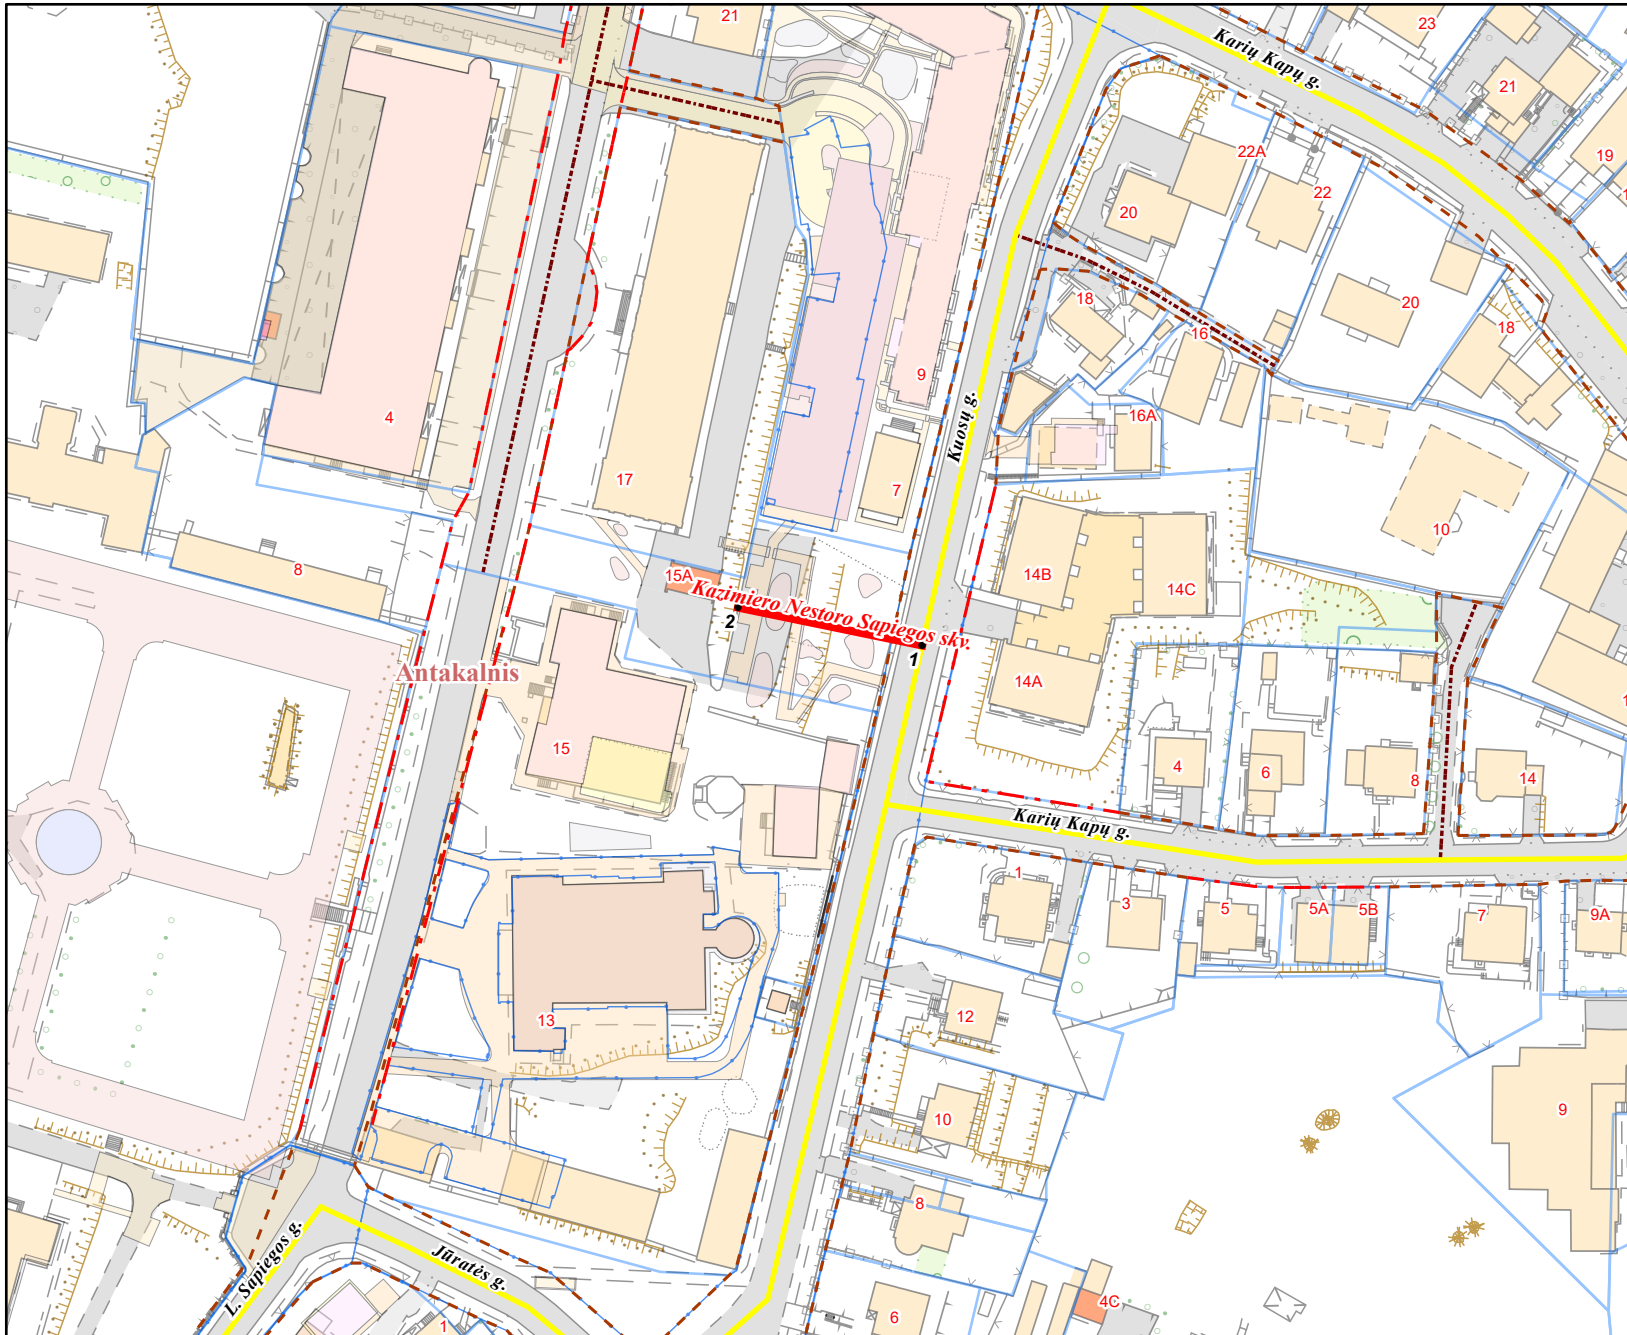 21
23
Karių Kapų g.
21
19
22A
22
20
20
18
18
16
9
4
16A
Kuosų g.
17
7
10
8
14B
14C
15A
Kazimiero Nestoro Sapiegos skv.
2
1
Antakalnis
14A
15
4
6
8
14
Karių Kapų g.
1
3
5
5A
5B
7
9A
13
12
10
9
8
L. Sapiegos g.
Jūratės g.
4C
6
1